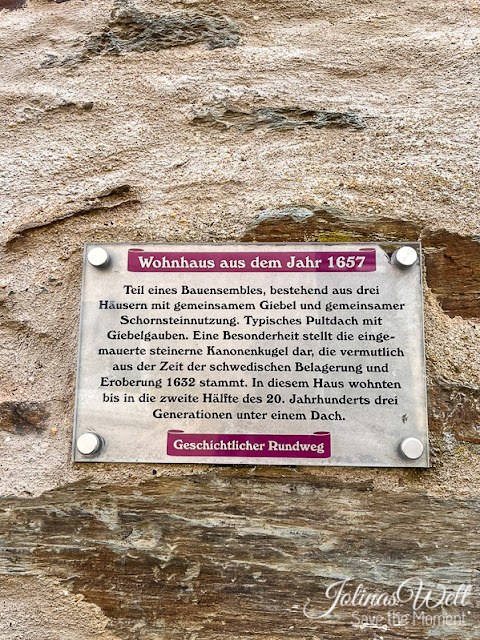 Wohnhaus aus dem Jahr 1657
Teil eines Bauensembles, bestehend aus drei
Häusern mit gemeinsamem Giebel und gemeinsamer
Schornsteinnutzung. Typisches Pultdach mit
Giebelgauben. Eine Besonderheit stellt die einge-
mauerte steinerne Kanonenkugel dar, die vermutlich
aus der Zeit der schwedischen Belagerung und
Eroberung 1632 stammt. In diesem Haus wohnten
bis in die zweite Hälfte des 20. Jahrhunderts drei
Generationen unter einem Dach.
Geschichtlicher Rundweg
JolinasWelt
Save the Moment